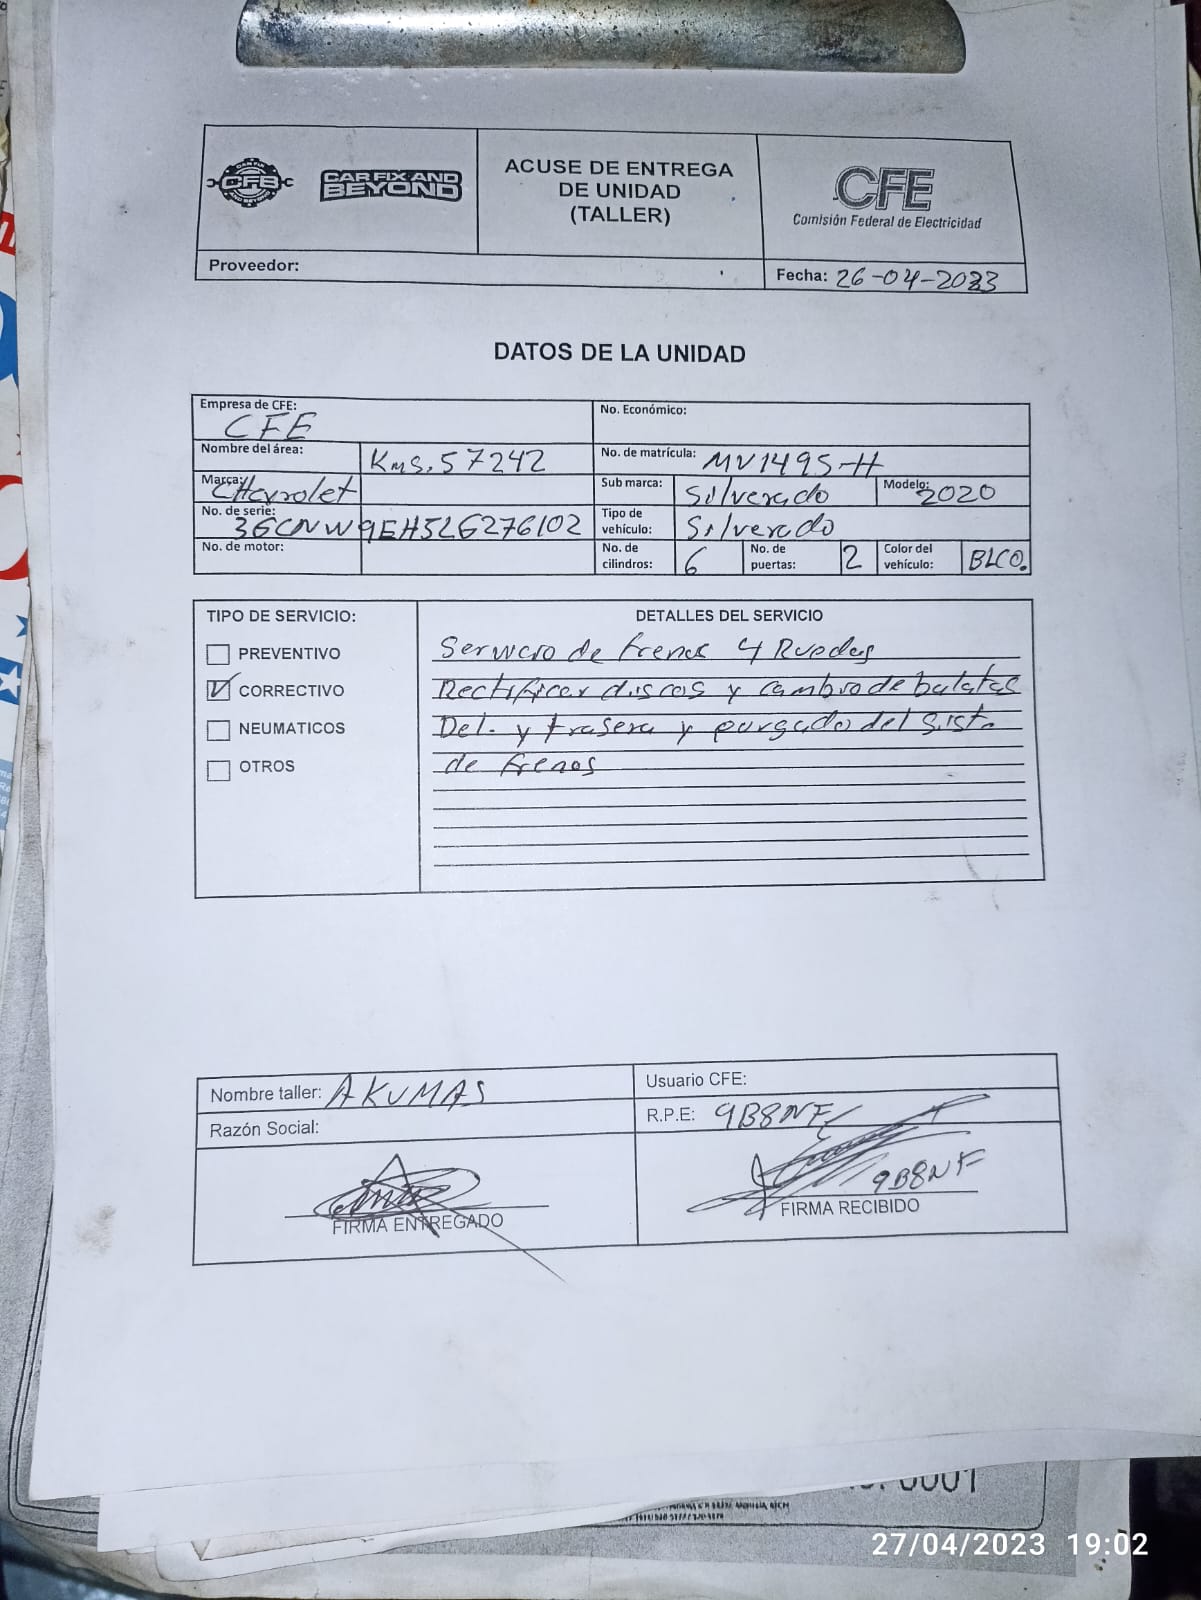 CAR FIX
CFB
AND BEYOND
CAR FIX AND
BEYOND
ACUSE DE ENTREGA
DE UNIDAD
(TALLER)
CFE
Comisión Federal de Electricidad
Proveedor:
Fecha: 26-04-2023
DATOS DE LA UNIDAD
Empresa de CFE:
CFE
No. Económico:
Nombre del área:
Kms. 57242
No. de matrícula: MV1495-H
Marca: CHevrolet
Sub marca: Silverado
Modelo: 2020
No. de serie:
3GCNW9EH5LG276102
Tipo de
vehículo: Silverado
No. de motor:
No. de
cilindros: 6
No. de
puertas: 2
Color del
vehículo: BLCO.
TIPO DE SERVICIO:
PREVENTIVO
CORRECTIVO
NEUMATICOS
OTROS
DETALLES DEL SERVICIO
Servicio de frenos 4 Ruedas
Rectificar discos y cambio de balatas
Del. y trasera y purgado del sist.
de frenos
Nombre taller: AKUMAS
Razón Social:
FIRMA ENTREGADO
Usuario CFE:
R.P.E: 9B8NF
9B8NF
FIRMA RECIBIDO
0001
27/04/2023 19:02